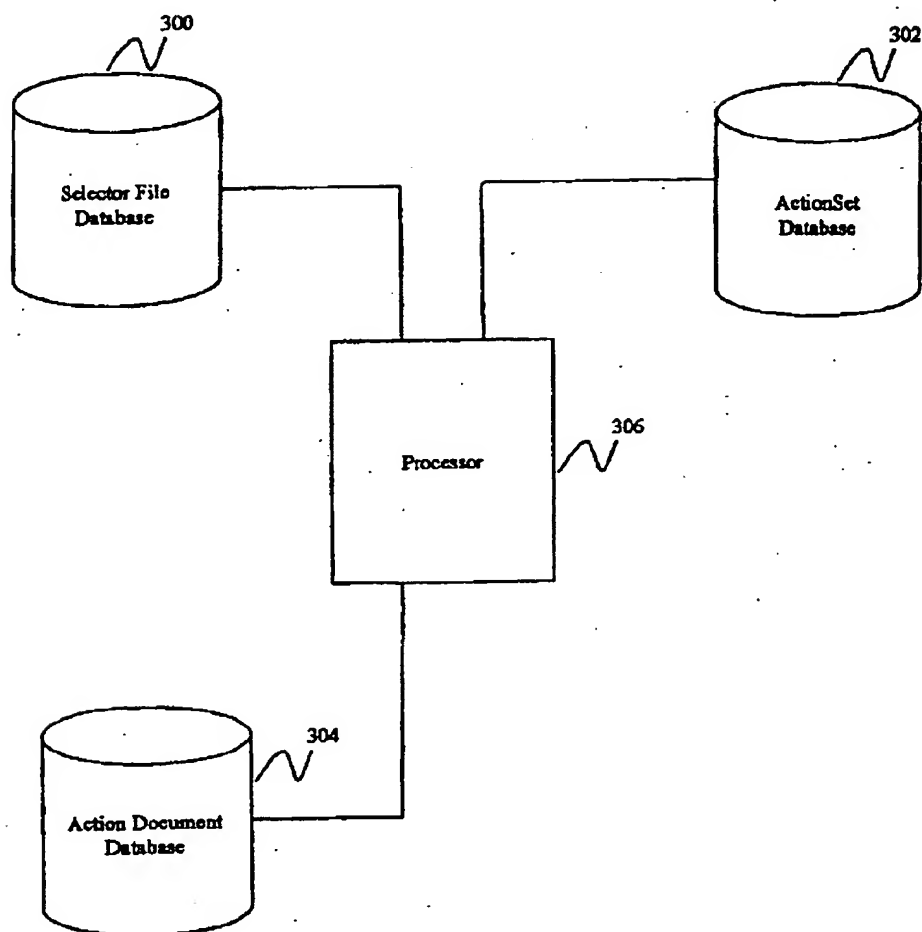 300
302
Selector File
Database
ActionSet
Database
306
Processor
304
Action Document
Database